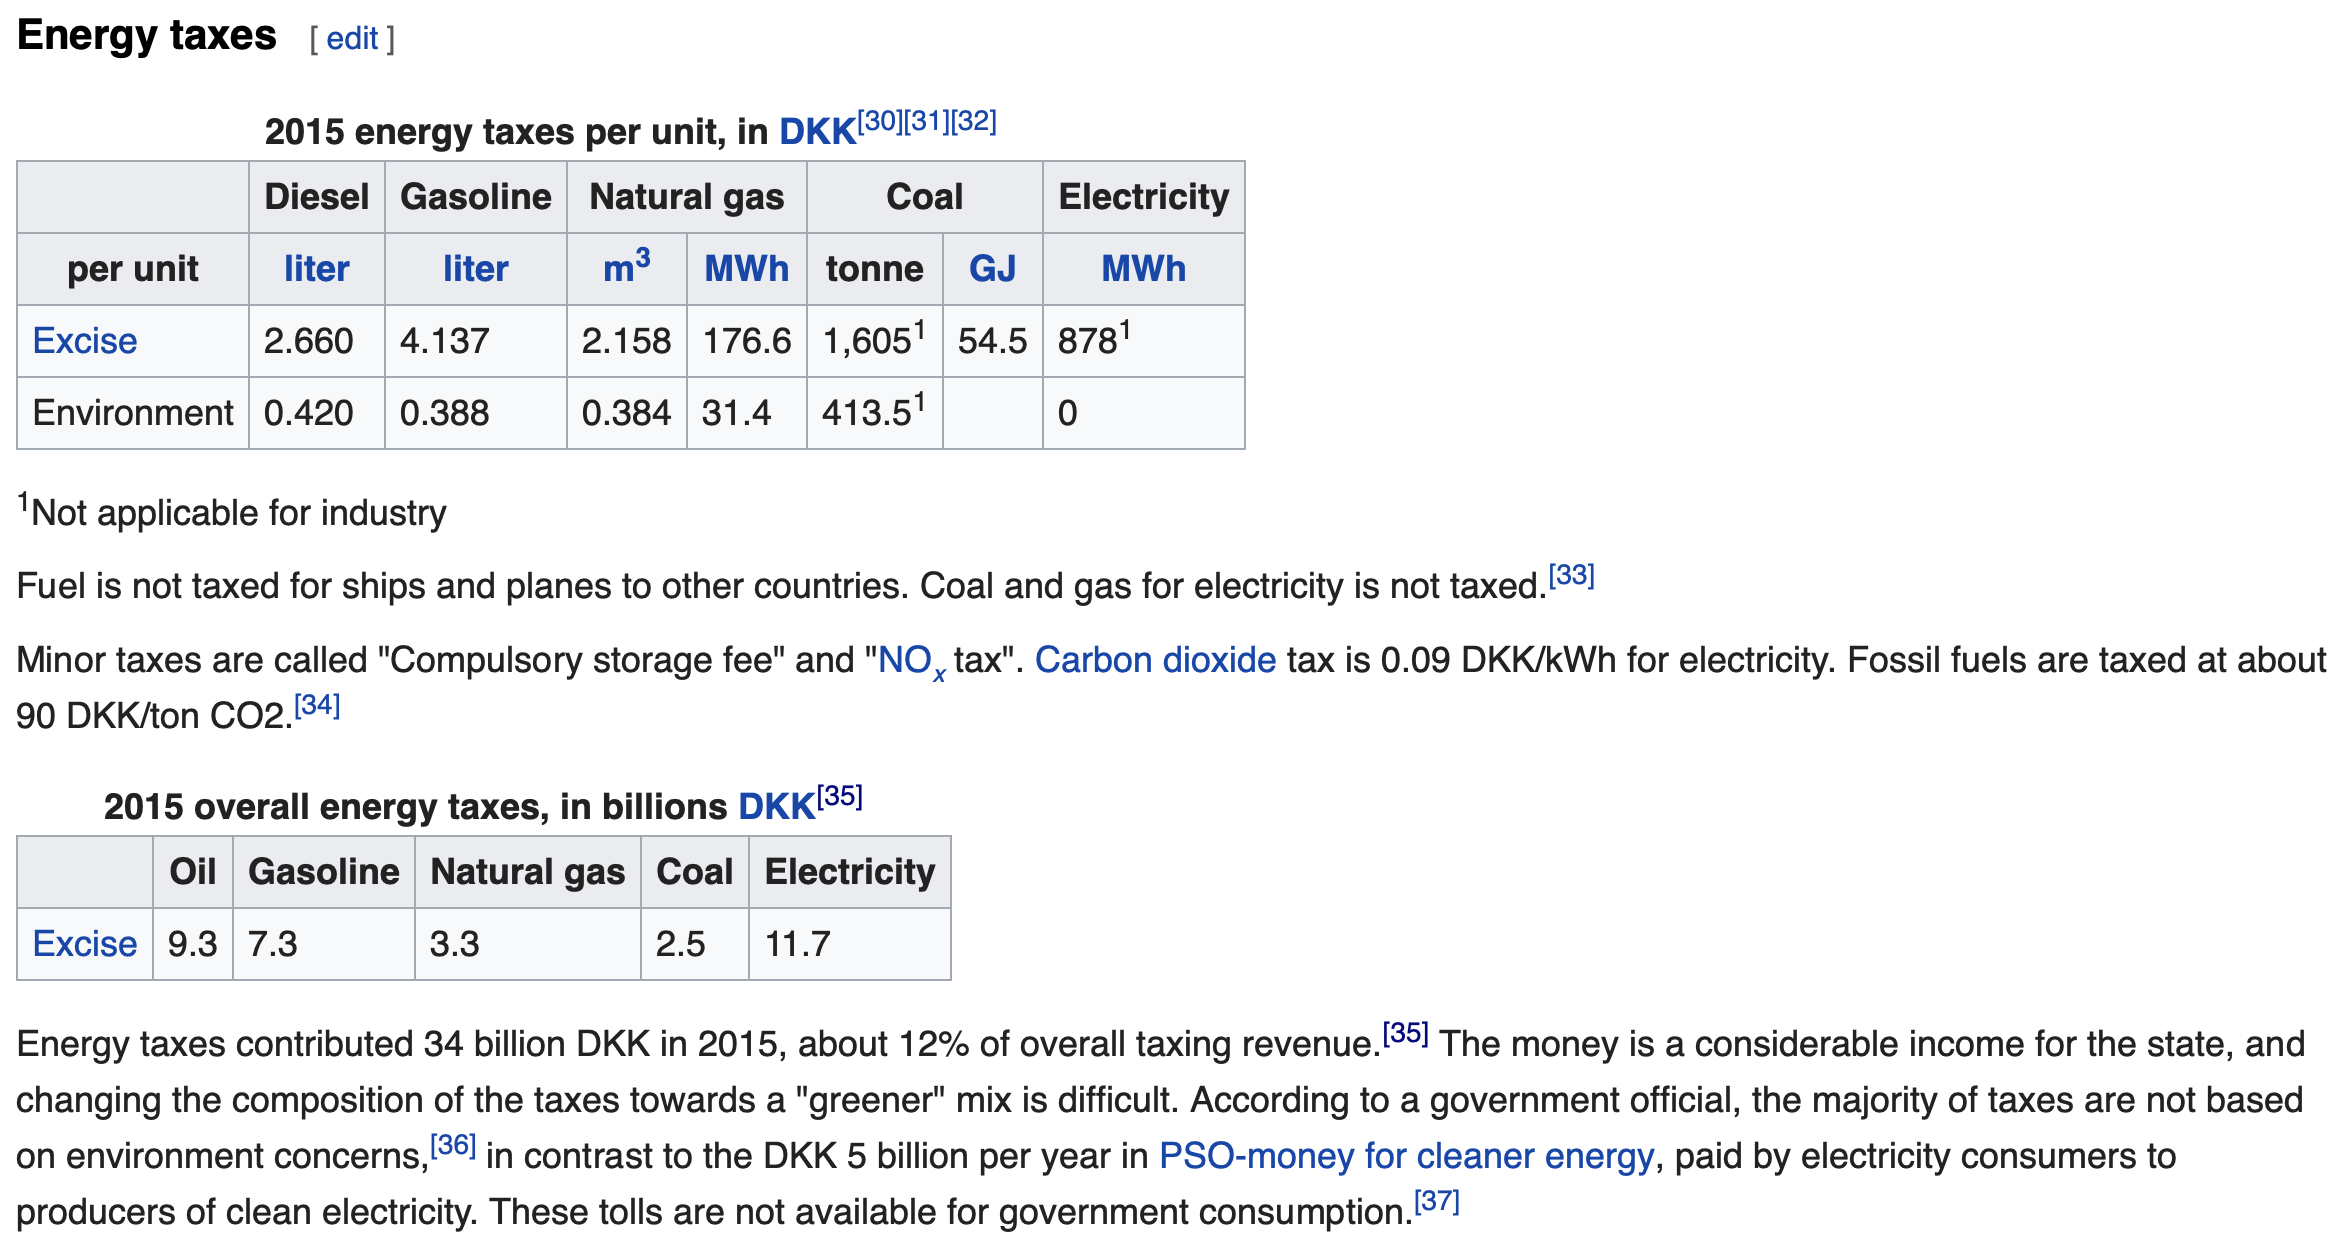 Energy taxes [ edit ]
2015 energy taxes per unit, in DKK[30][31][32]
Diesel Gasoline Natural gas Coal Electricity
per unit liter liter m³ MWh tonne GJ MWh
Excise 2.660 4.137 2.158 176.6 1,605¹ 54.5 878¹
Environment 0.420 0.388 0.384 31.4 413.5¹ 0
¹Not applicable for industry
Fuel is not taxed for ships and planes to other countries. Coal and gas for electricity is not taxed.[33]
Minor taxes are called "Compulsory storage fee" and "NOₓ tax". Carbon dioxide tax is 0.09 DKK/kWh for electricity. Fossil fuels are taxed at about
90 DKK/ton CO2.[34]
2015 overall energy taxes, in billions DKK[35]
Oil Gasoline Natural gas Coal Electricity
Excise 9.3 7.3 3.3 2.5 11.7
Energy taxes contributed 34 billion DKK in 2015, about 12% of overall taxing revenue.[35] The money is a considerable income for the state, and
changing the composition of the taxes towards a "greener" mix is difficult. According to a government official, the majority of taxes are not based
on environment concerns,[36] in contrast to the DKK 5 billion per year in PSO-money for cleaner energy, paid by electricity consumers to
producers of clean electricity. These tolls are not available for government consumption.[37]